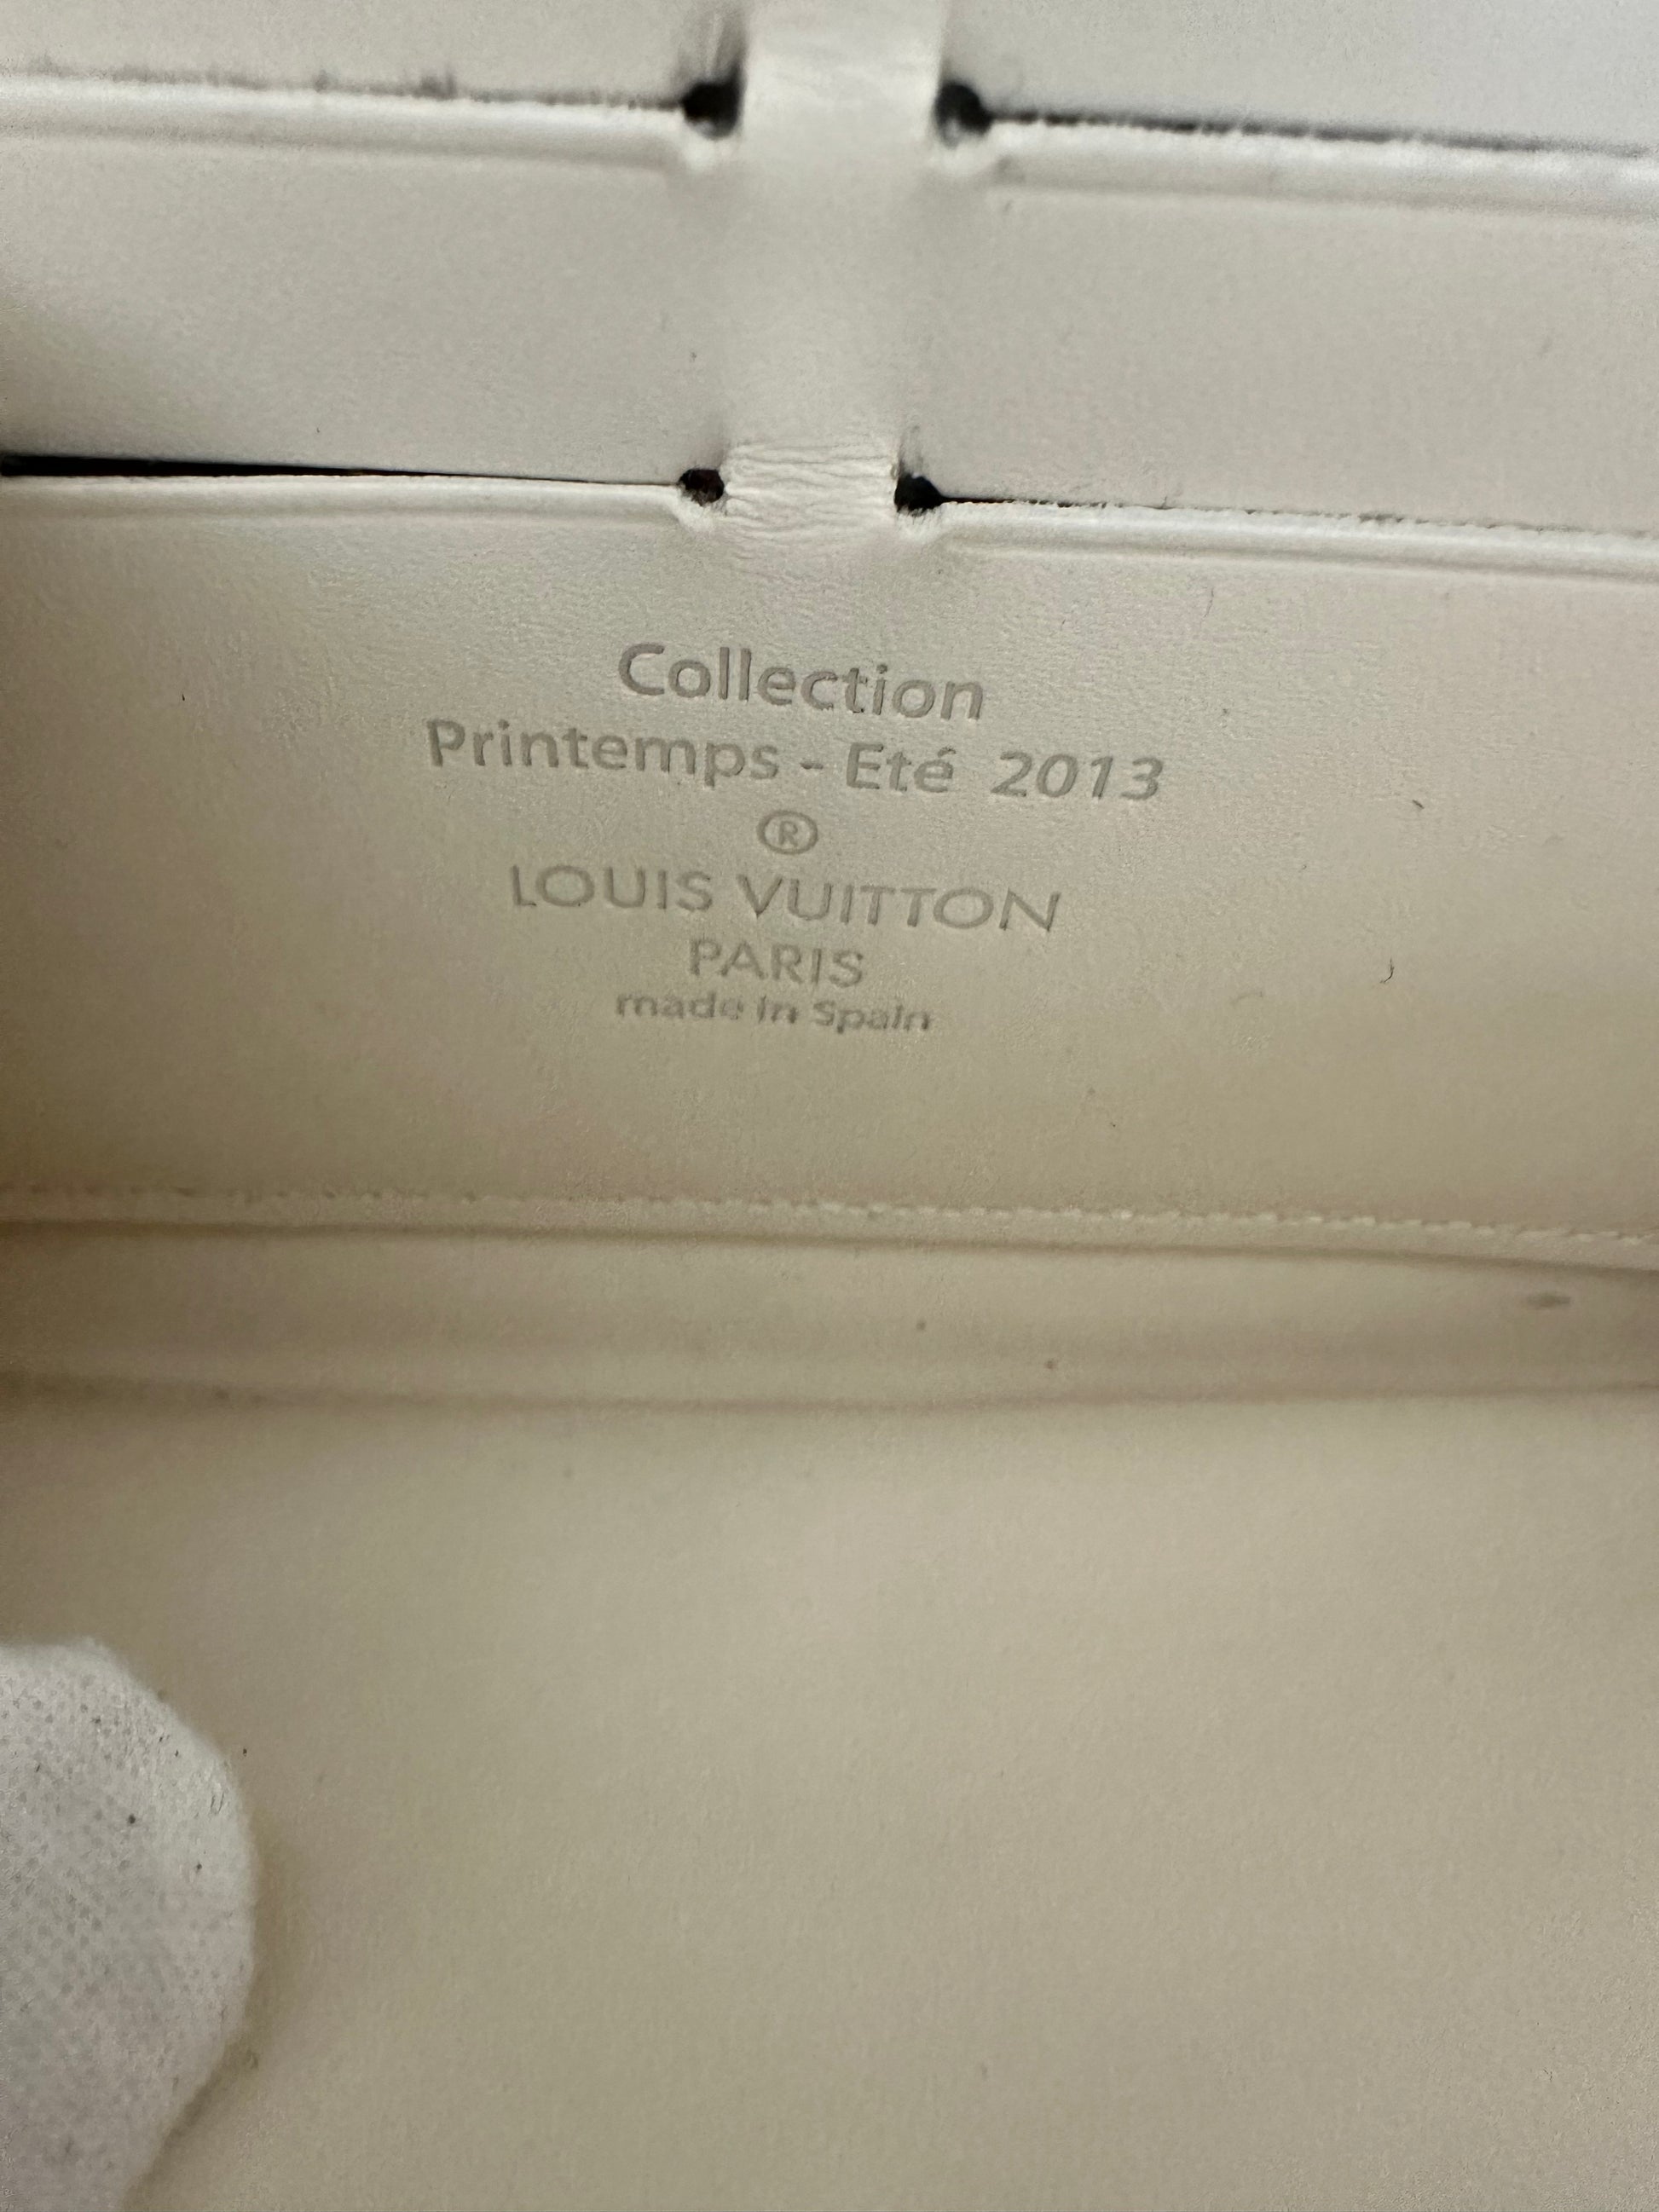 Collection
Printemps - Eté 2013
®
LOUIS VUITTON
PARIS
made in Spain